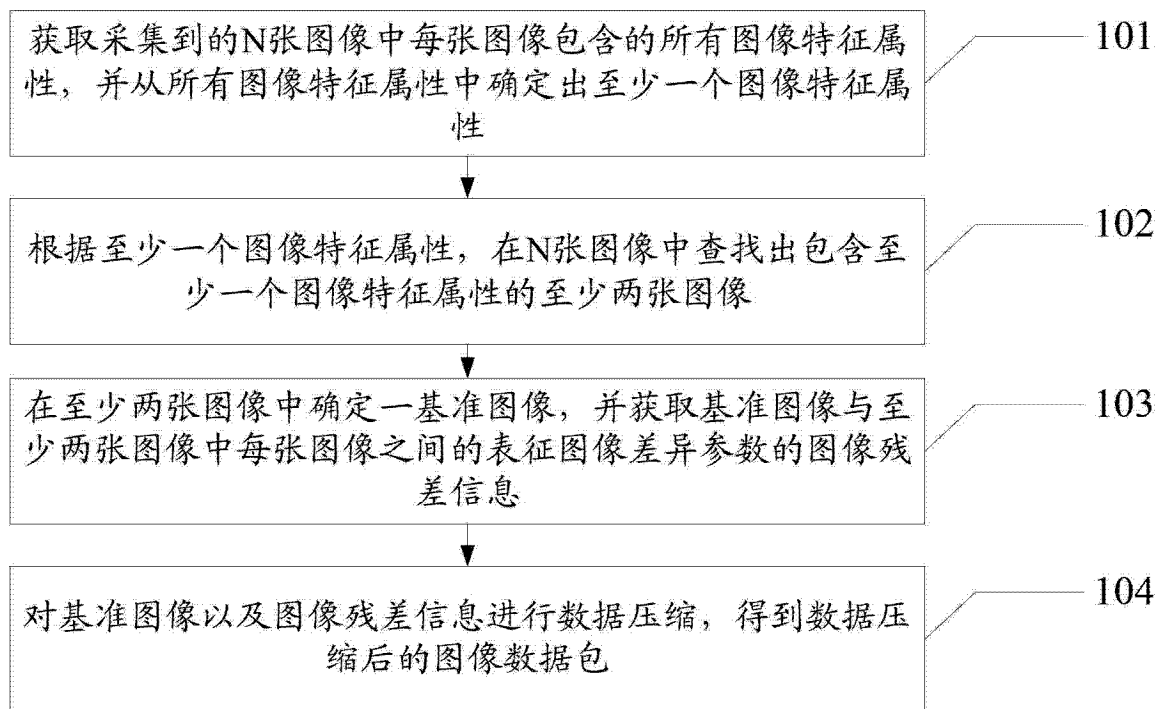 获取采集到的N张图像中每张图像包含的所有图像特征属
性，并从所有图像特征属性中确定出至少一个图像特征属
性
101
根据至少一个图像特征属性，在N张图像中查找出包含至
少一个图像特征属性的至少两张图像
102
在至少两张图像中确定一基准图像，并获取基准图像与至
少两张图像中每张图像之间的表征图像差异参数的图像残
差信息
103
对基准图像以及图像残差信息进行数据压缩，得到数据压
缩后的图像数据包
104